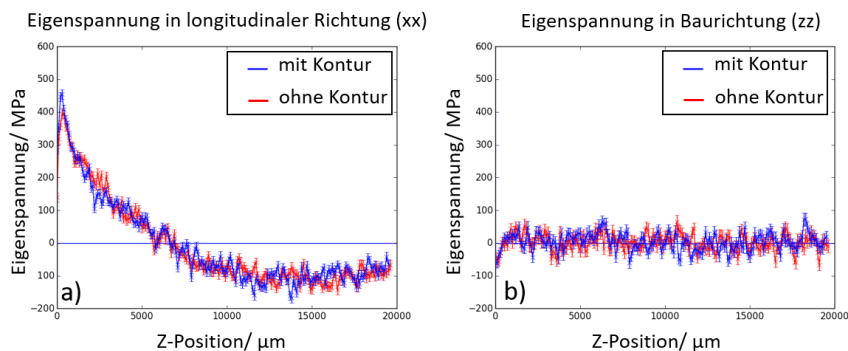 Eigenspannung in longitudinaler Richtung (xx)
600
500
400
300
200
100
0
−100
−200
Eigenspannung/ MPa
mit Kontur
ohne Kontur
a)
0
5000
10000
15000
20000
Z-Position/ µm
Eigenspannung in Baurichtung (zz)
600
500
400
300
200
100
0
−100
−200
Eigenspannung/ MPa
mit Kontur
ohne Kontur
b)
0
5000
10000
15000
20000
Z-Position/ µm